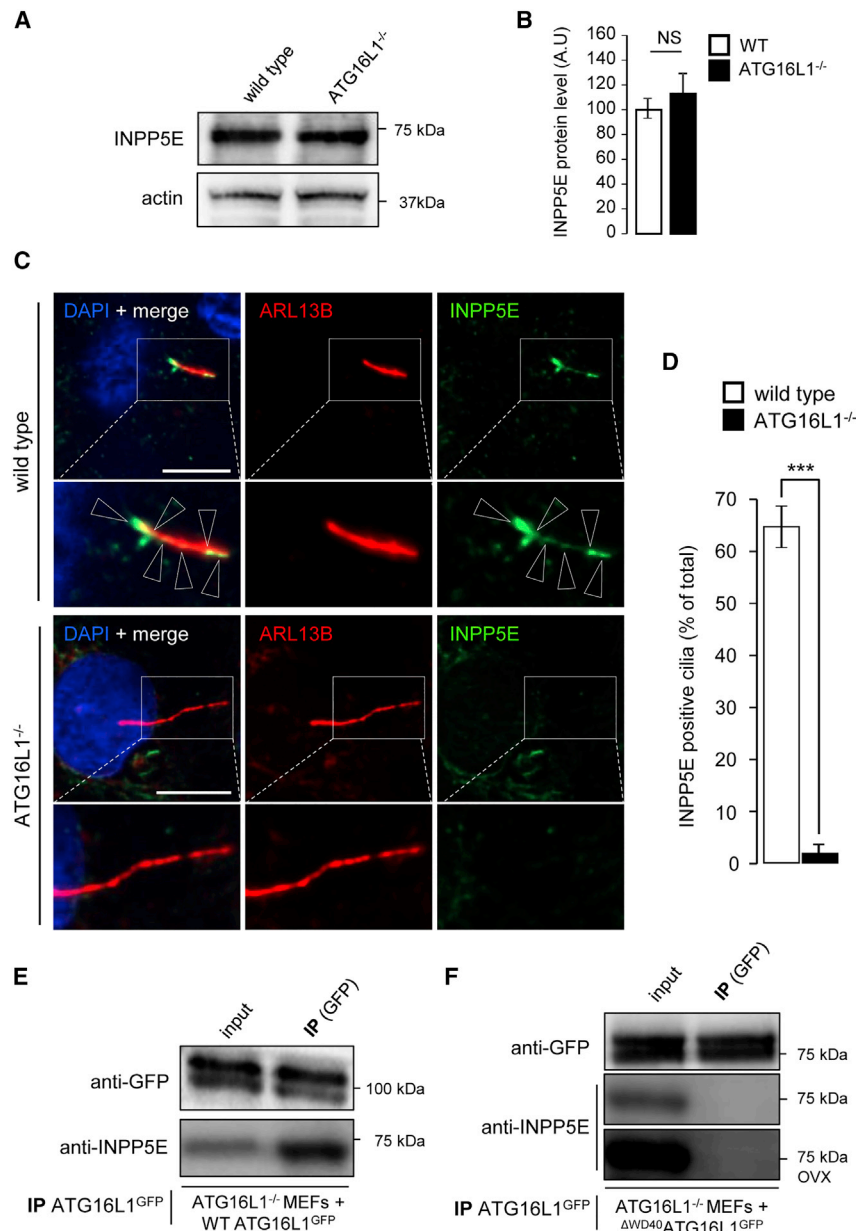 A
wild type
ATG16L1-/-
INPP5E
75 kDa
actin
37kDa
B
INPP5E protein level (A.U)
160
140
120
100
80
60
40
20
0
NS
WT
ATG16L1-/-
C
wild type
DAPI + merge
ARL13B
INPP5E
ATG16L1-/-
DAPI + merge
ARL13B
INPP5E
D
wild type
ATG16L1-/-
***
INPP5E positive cilia (% of total)
70
60
50
40
30
20
10
0
E
input
IP (GFP)
anti-GFP
100 kDa
anti-INPP5E
75 kDa
IP ATG16L1GFP
ATG16L1-/- MEFs +
WT ATG16L1GFP
F
input
IP (GFP)
anti-GFP
75 kDa
anti-INPP5E
75 kDa
75 kDa
OVX
IP ATG16L1GFP
ATG16L1-/- MEFs +
ΔWD40ATG16L1GFP